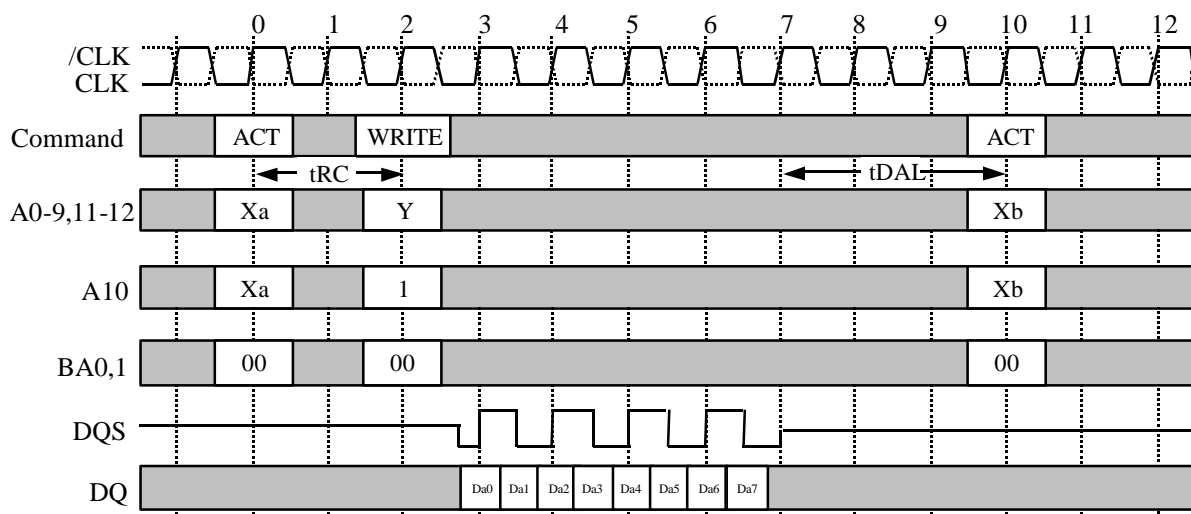 0 1 2 3 4 5 6 7 8 9 10 11 12
/CLK
CLK
Command ACT WRITE ACT
tRC tDAL
A0-9,11-12 Xa Y Xb
A10 Xa 1 Xb
BA0,1 00 00 00
DQS
DQ Da0 Da1 Da2 Da3 Da4 Da5 Da6 Da7